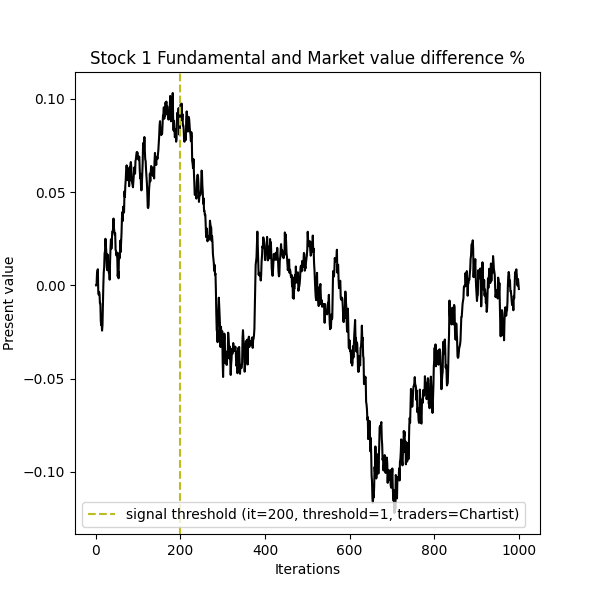 Stock 1 Fundamental and Market value difference %
0.10
0.05
0.00
−0.05
−0.10
Present value
signal threshold (it=200, threshold=1, traders=Chartist)
0 200 400 600 800 1000
Iterations